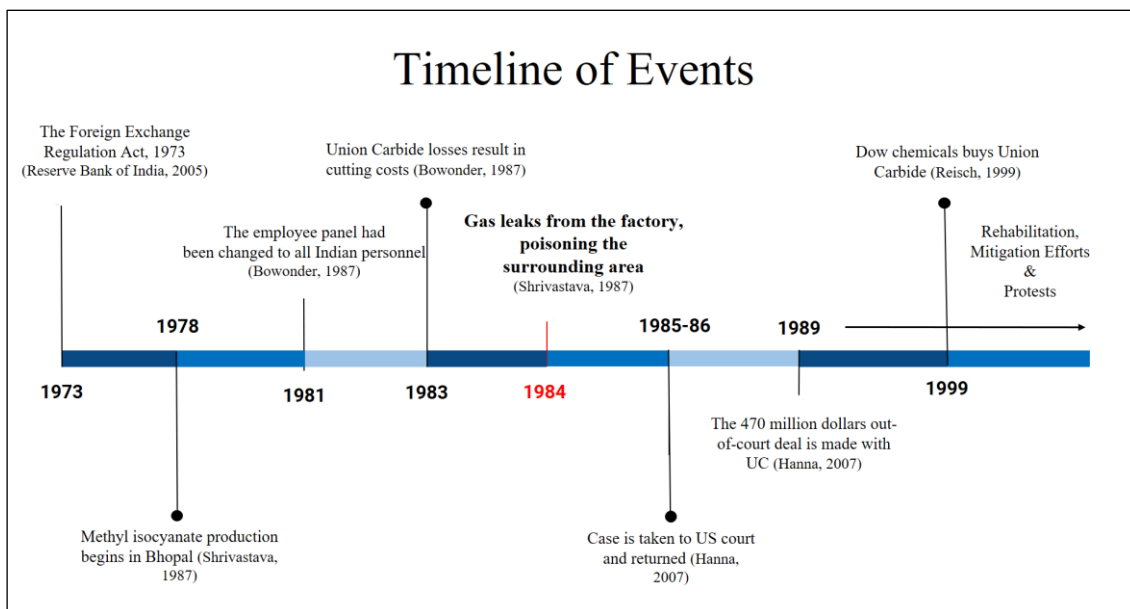 Timeline of Events
The Foreign Exchange
Regulation Act, 1973
(Reserve Bank of India, 2005)
Union Carbide losses result in
cutting costs (Bowonder, 1987)
Dow chemicals buys Union
Carbide (Reisch, 1999)
The employee panel had
been changed to all Indian personnel
(Bowonder, 1987)
Gas leaks from the factory,
poisoning the
surrounding area
(Shrivastava, 1987)
Rehabilitation,
Mitigation Efforts
&
Protests
1978
1985-86
1989
1973
1981
1983
1984
1999
The 470 million dollars out-
of-court deal is made with
UC (Hanna, 2007)
Methyl isocyanate production
begins in Bhopal (Shrivastava,
1987)
Case is taken to US court
and returned (Hanna,
2007)